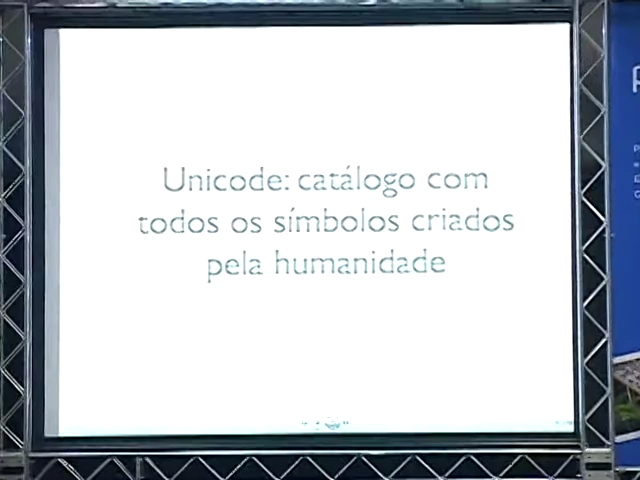 Unicode: catálogo com
todos os símbolos criados
pela humanidade